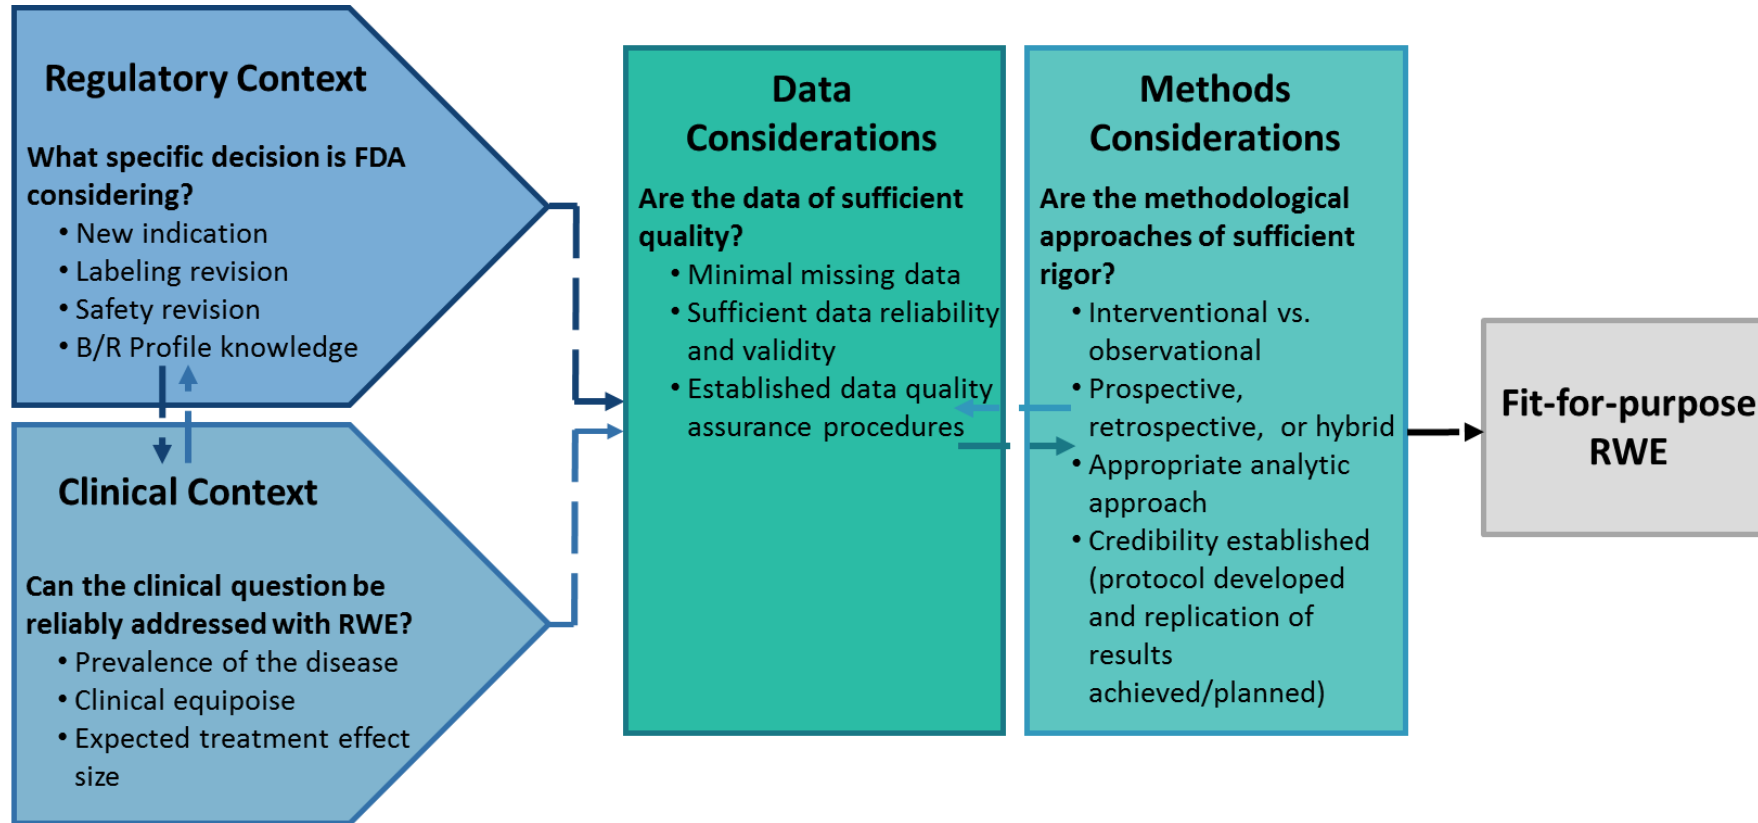 Regulatory Context
What specific decision is FDA
considering?
• New indication
• Labeling revision
• Safety revision
• B/R Profile knowledge
Clinical Context
Can the clinical question be
reliably addressed with RWE?
• Prevalence of the disease
• Clinical equipoise
• Expected treatment effect
size
Data
Considerations
Are the data of sufficient
quality?
• Minimal missing data
• Sufficient data reliability
and validity
• Established data quality
assurance procedures
Methods
Considerations
Are the methodological
approaches of sufficient
rigor?
• Interventional vs.
observational
• Prospective,
retrospective, or hybrid
• Appropriate analytic
approach
• Credibility established
(protocol developed
and replication of
results
achieved/planned)
Fit-for-purpose
RWE